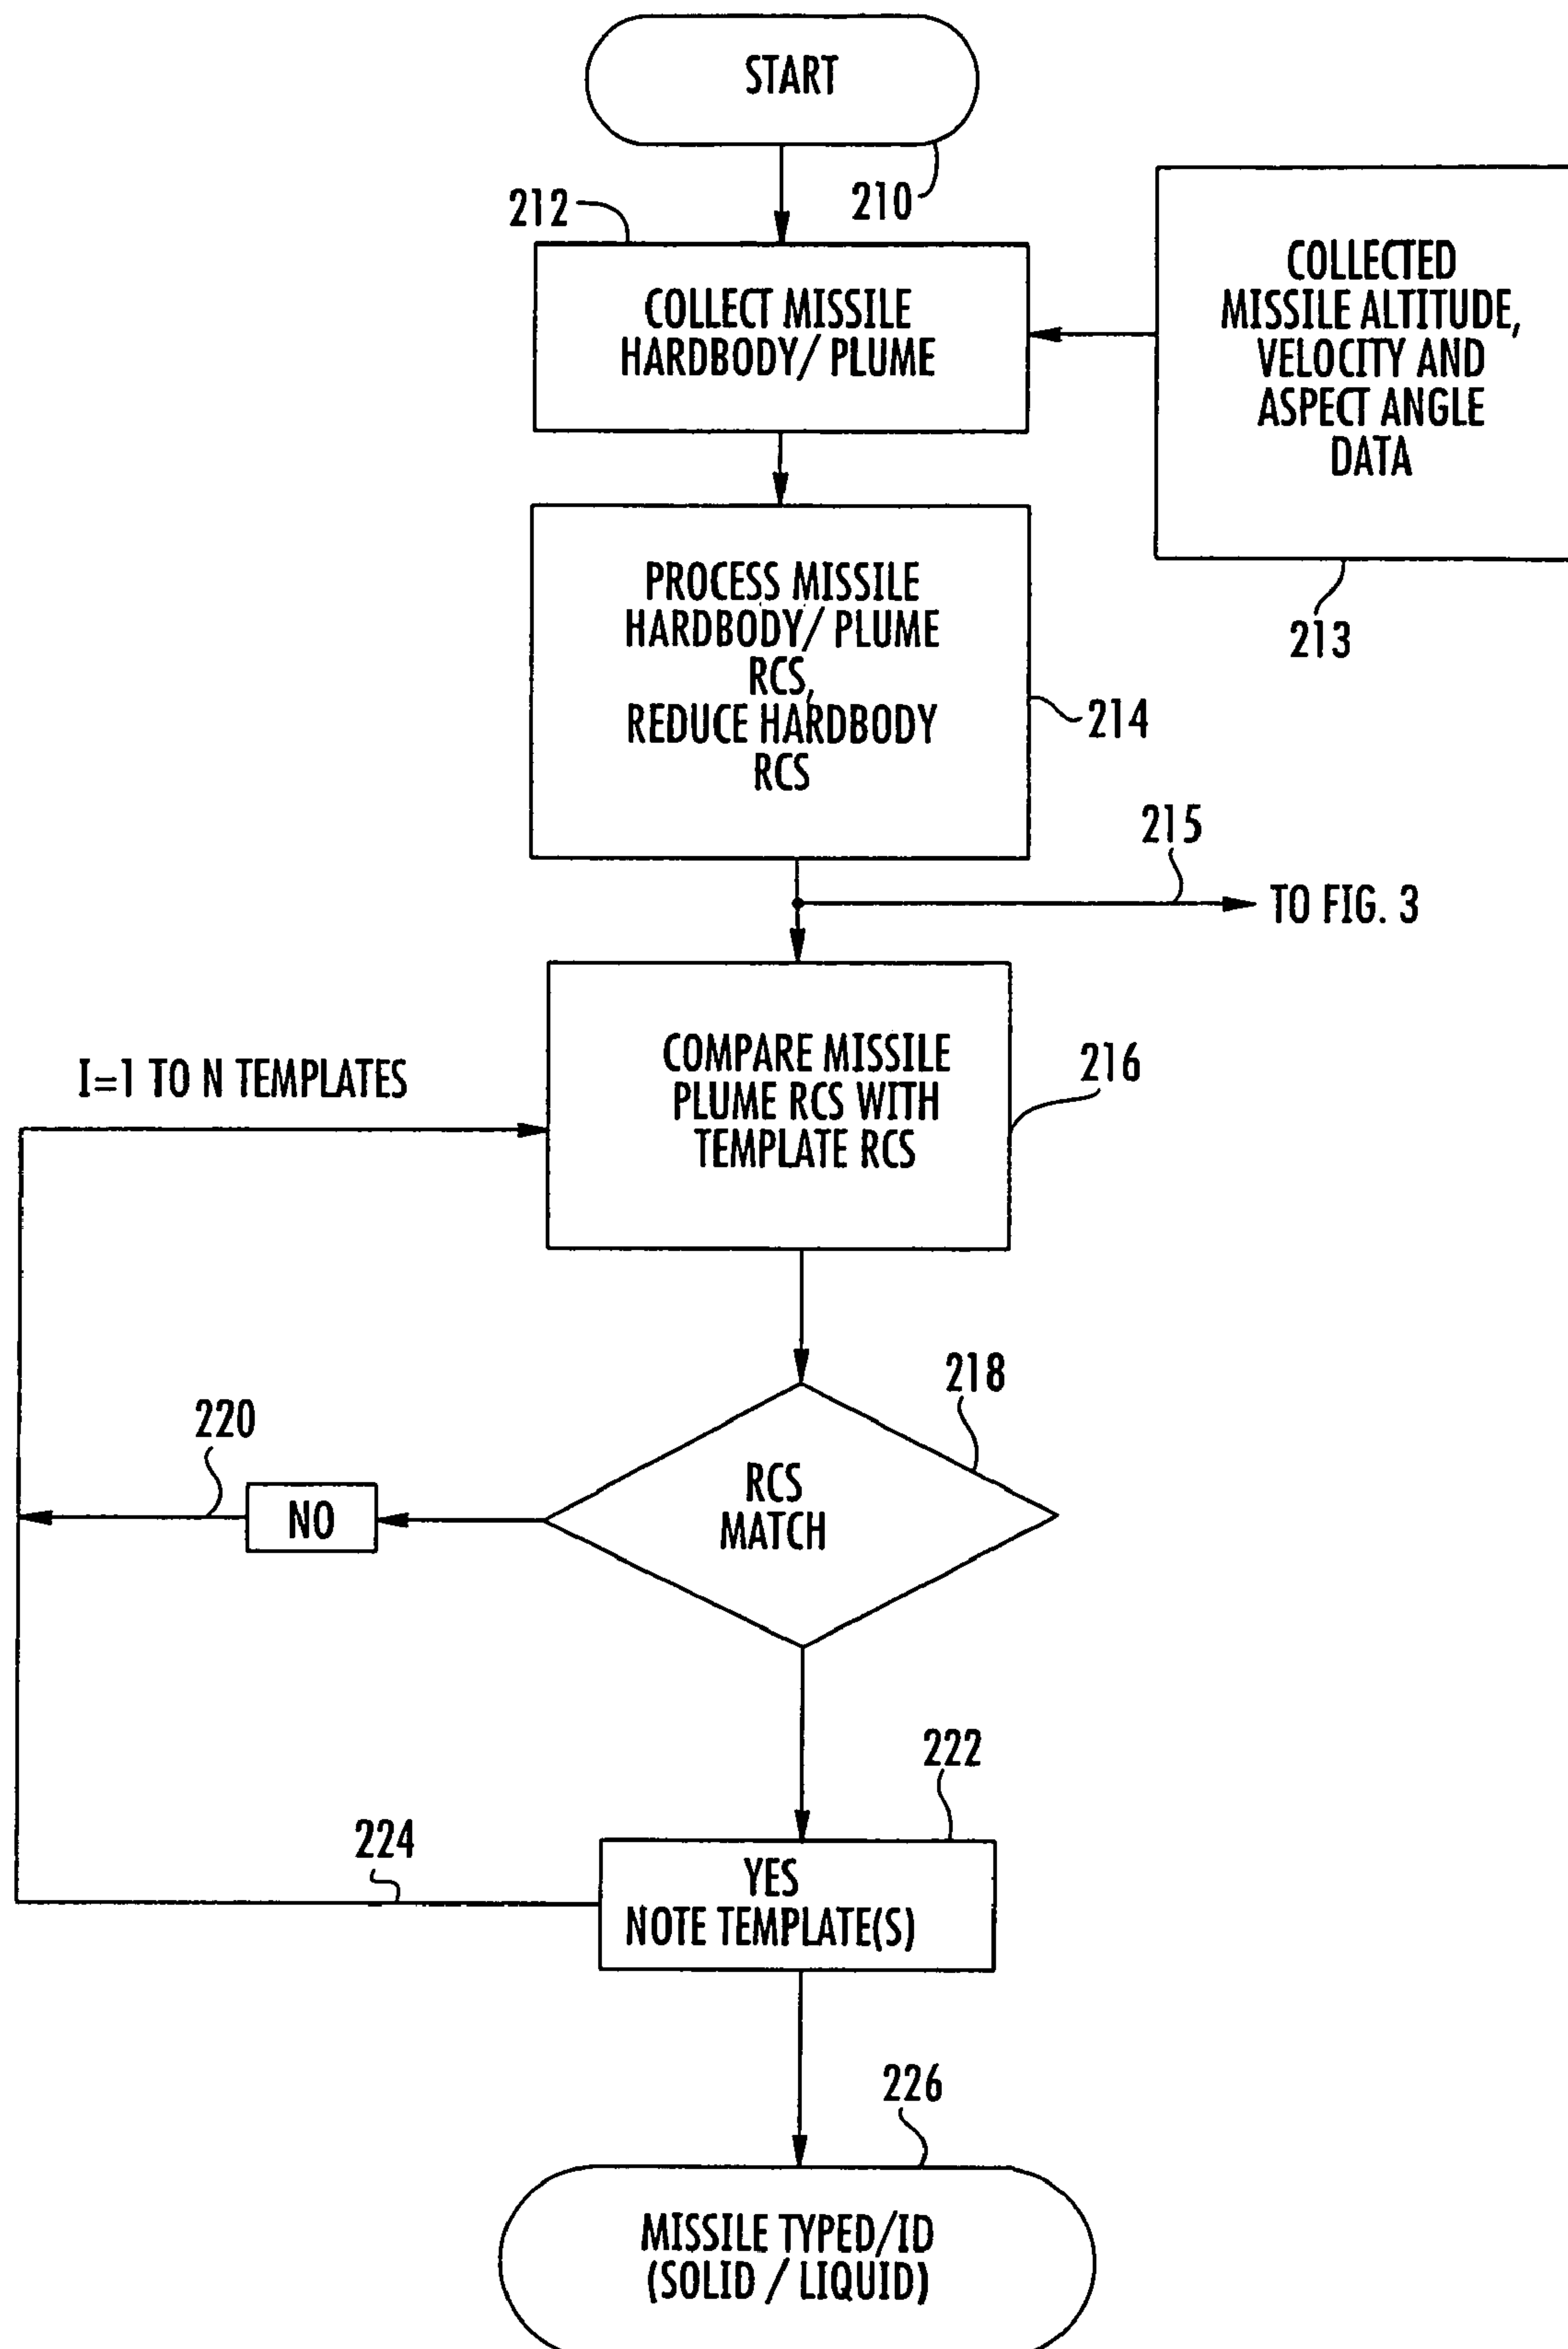 START
210
212
COLLECT MISSILE
HARDBODY/ PLUME
COLLECTED
MISSILE ALTITUDE,
VELOCITY AND
ASPECT ANGLE
DATA
213
PROCESS MISSILE
HARDBODY/ PLUME
RCS,
REDUCE HARDBODY
RCS
214
215
TO FIG. 3
I=1 TO N TEMPLATES
COMPARE MISSILE
PLUME RCS WITH
TEMPLATE RCS
216
218
220
NO
RCS
MATCH
222
224
YES
NOTE TEMPLATE(S)
226
MISSILE TYPED/ID
(SOLID / LIQUID)